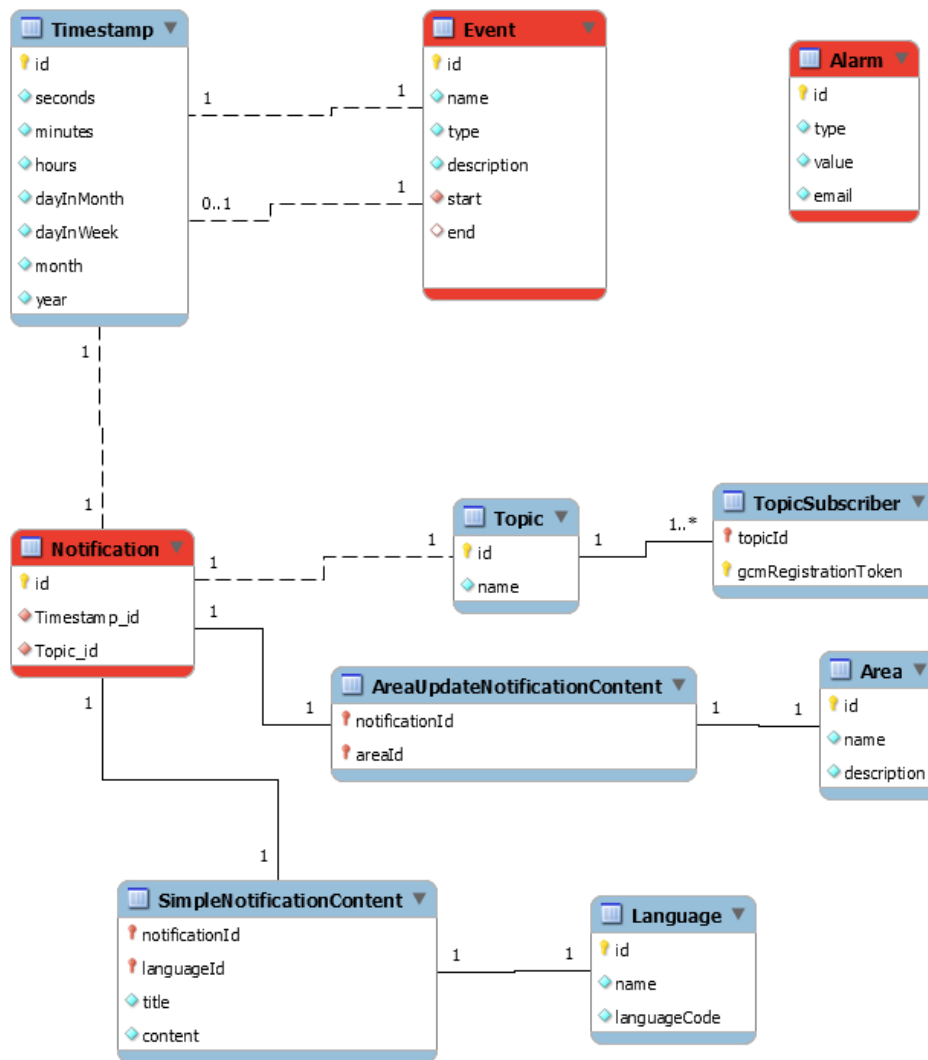 Timestamp
id
seconds
minutes
hours
dayInMonth
dayInWeek
month
year
1
1
0..1
1
Event
id
name
type
description
start
end
Alarm
id
type
value
email
1
1
Notification
id
Timestamp_id
Topic_id
1
1
Topic
id
name
1
1..*
TopicSubscriber
topicId
gcmRegistrationToken
1
1
AreaUpdateNotificationContent
notificationId
areaId
1
1
Area
id
name
description
1
1
SimpleNotificationContent
notificationId
languageId
title
content
1
1
Language
id
name
languageCode